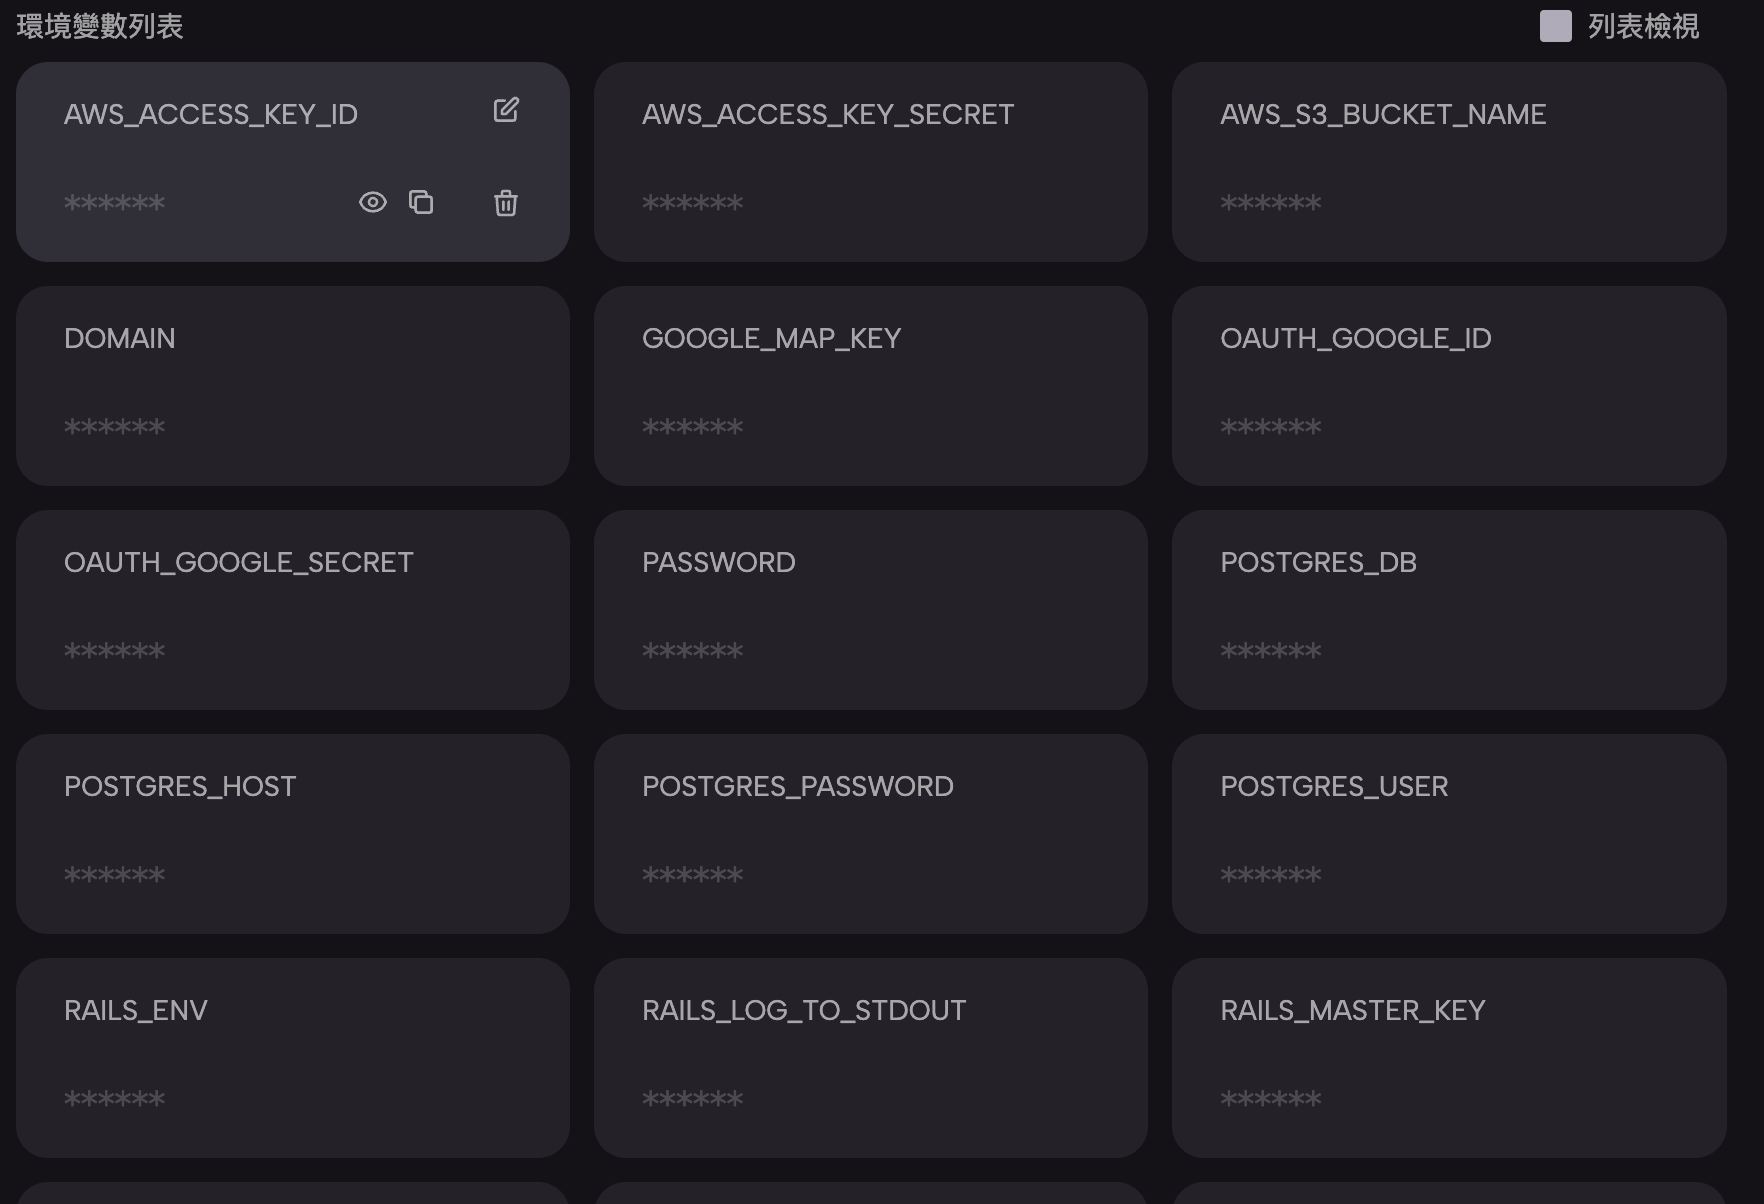 環境變數列表
列表檢視
AWS_ACCESS_KEY_ID
******
AWS_ACCESS_KEY_SECRET
******
AWS_S3_BUCKET_NAME
******
DOMAIN
******
GOOGLE_MAP_KEY
******
OAUTH_GOOGLE_ID
******
OAUTH_GOOGLE_SECRET
******
PASSWORD
******
POSTGRES_DB
******
POSTGRES_HOST
******
POSTGRES_PASSWORD
******
POSTGRES_USER
******
RAILS_ENV
******
RAILS_LOG_TO_STDOUT
******
RAILS_MASTER_KEY
******